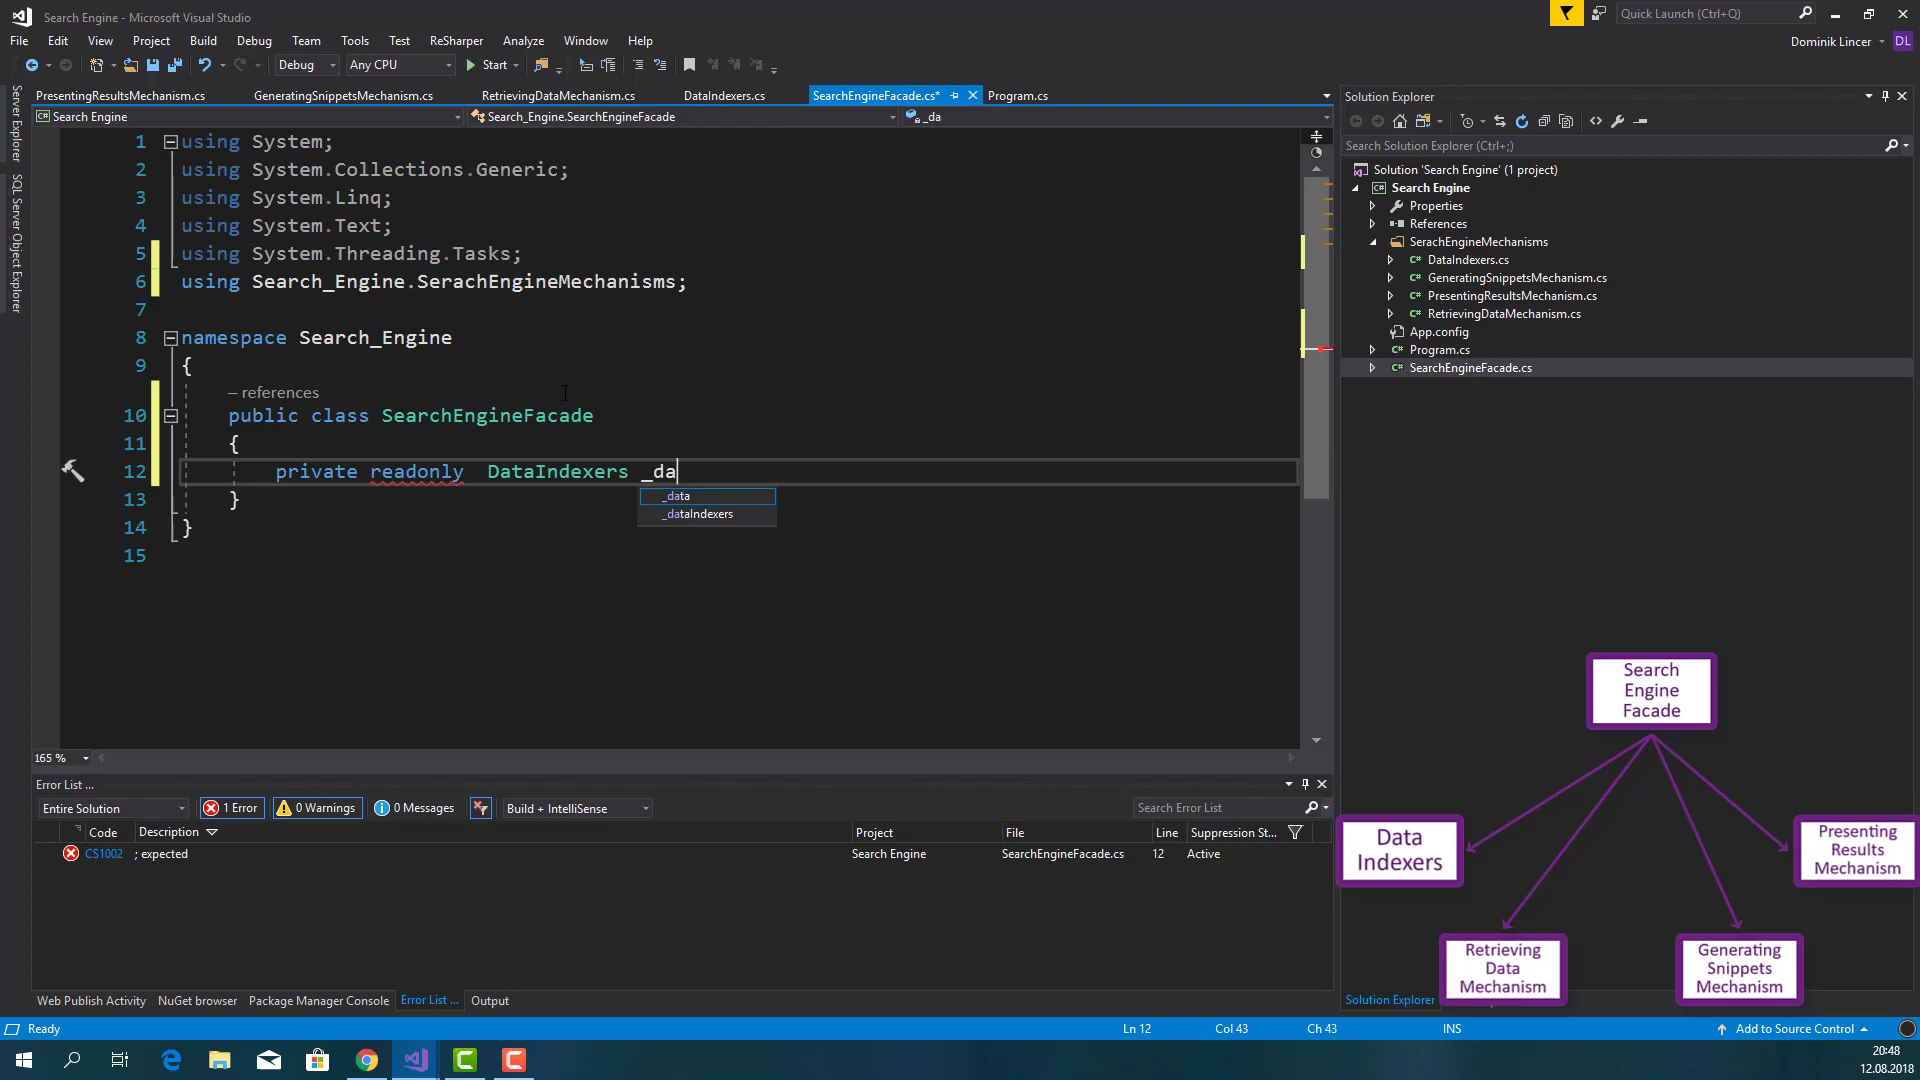 Search Engine - Microsoft Visual Studio
Quick Launch (Ctrl+Q)
File Edit View Project Build Debug Team Tools Test ReSharper Analyze Window Help
Dominik Lincer DL
Debug Any CPU Start
PresentingResultsMechanism.cs GeneratingSnippetsMechanism.cs RetrievingDataMechanism.cs DataIndexers.cs SearchEngineFacade.cs* Program.cs
Search Engine Search_Engine.SearchEngineFacade _da
Server Explorer
SQL Server Object Explorer
1 using System;
2 using System.Collections.Generic;
3 using System.Linq;
4 using System.Text;
5 using System.Threading.Tasks;
6 using Search_Engine.SerachEngineMechanisms;
7
8 namespace Search_Engine
9 {
– references
10 public class SearchEngineFacade
11 {
12 private readonly  DataIndexers _da
_data
_dataIndexers
13 }
14 }
15
165 %
Solution Explorer
Search Solution Explorer (Ctrl+;)
Solution 'Search Engine' (1 project)
C# Search Engine
Properties
References
SerachEngineMechanisms
C# DataIndexers.cs
C# GeneratingSnippetsMechanism.cs
C# PresentingResultsMechanism.cs
C# RetrievingDataMechanism.cs
App.config
C# Program.cs
C# SearchEngineFacade.cs
Search
Engine
Facade
Data
Indexers
Presenting
Results
Mechanism
Retrieving
Data
Mechanism
Generating
Snippets
Mechanism
Solution Explorer
Error List ...
Entire Solution 1 Error 0 Warnings 0 Messages Build + IntelliSense Search Error List
Code Description Project File Line Suppression St...
CS1002 ; expected Search Engine SearchEngineFacade.cs 12 Active
Web Publish Activity NuGet browser Package Manager Console Error List ... Output
Ready Ln 12 Col 43 Ch 43 INS Add to Source Control
20:48
12.08.2018